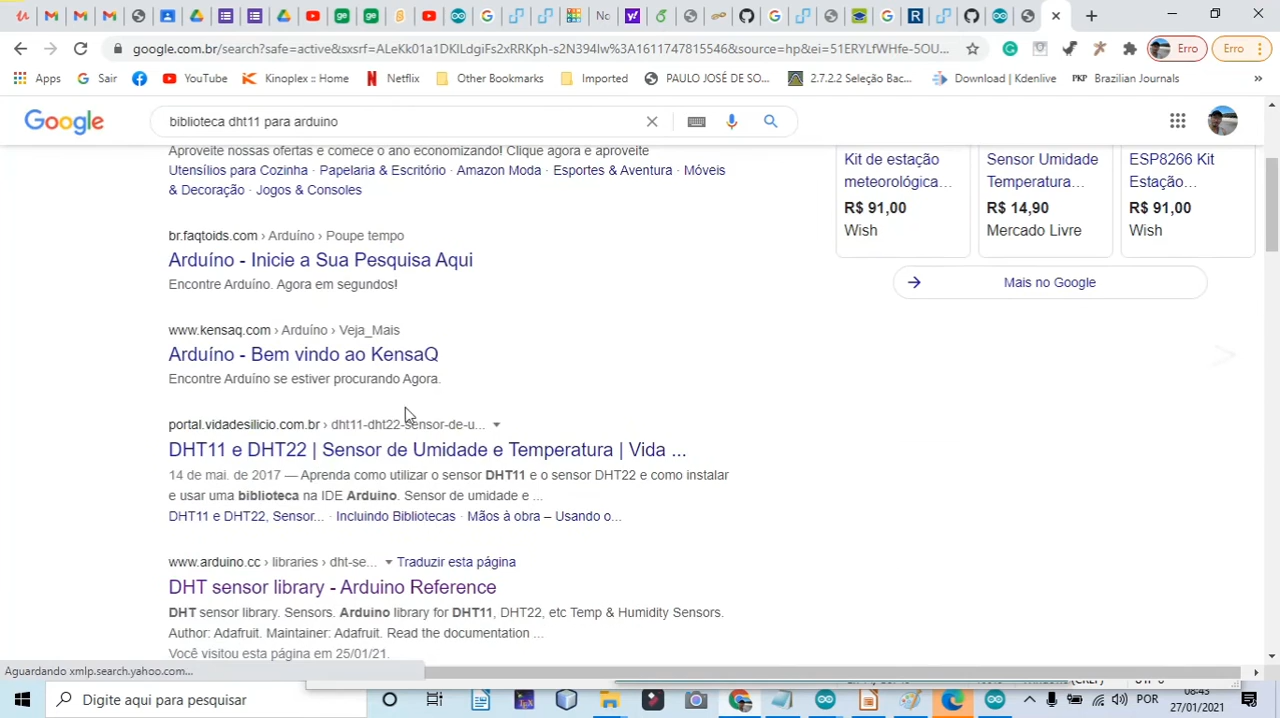 google.com.br/search?safe=active&sxsrf=ALeKk01a1DKlLdgiFs2xRRKph-s2N394lw%3A1611747815546&source=hp&ei=51ERYLfWHfe-5OU...
Erro
Erro
Apps
Sair
YouTube
Kinoplex :: Home
Netflix
Other Bookmarks
Imported
PAULO JOSÉ DE SO...
2.7.2.2 Seleção Bac...
Download | Kdenlive
PKP Brazilian Journals
Google
biblioteca dht11 para arduino
Aproveite nossas ofertas e comece o ano economizando! Clique agora e aproveite
Utensílios para Cozinha · Papelaria & Escritório · Amazon Moda · Esportes & Aventura · Móveis
& Decoração · Jogos & Consoles
br.faqtoids.com › Arduíno › Poupe tempo
Arduíno - Inicie a Sua Pesquisa Aqui
Encontre Arduíno. Agora em segundos!
www.kensaq.com › Arduíno › Veja_Mais
Arduíno - Bem vindo ao KensaQ
Encontre Arduíno se estiver procurando Agora.
portal.vidadesilicio.com.br › dht11-dht22-sensor-de-u...
DHT11 e DHT22 | Sensor de Umidade e Temperatura | Vida ...
14 de mai. de 2017 — Aprenda como utilizar o sensor DHT11 e o sensor DHT22 e como instalar
e usar uma biblioteca na IDE Arduino. Sensor de umidade e ...
DHT11 e DHT22, Sensor... · Incluindo Bibliotecas · Mãos à obra – Usando o...
www.arduino.cc › libraries › dht-se... Traduzir esta página
DHT sensor library - Arduino Reference
DHT sensor library. Sensors. Arduino library for DHT11, DHT22, etc Temp & Humidity Sensors.
Author: Adafruit. Maintainer: Adafruit. Read the documentation ...
Você visitou esta página em 25/01/21.
Kit de estação
meteorológica...
R$ 91,00
Wish
Sensor Umidade
Temperatura...
R$ 14,90
Mercado Livre
ESP8266 Kit
Estação...
R$ 91,00
Wish
Mais no Google
Aguardando xmlp.search.yahoo.com...
Digite aqui para pesquisar
POR
08:43
27/01/2021